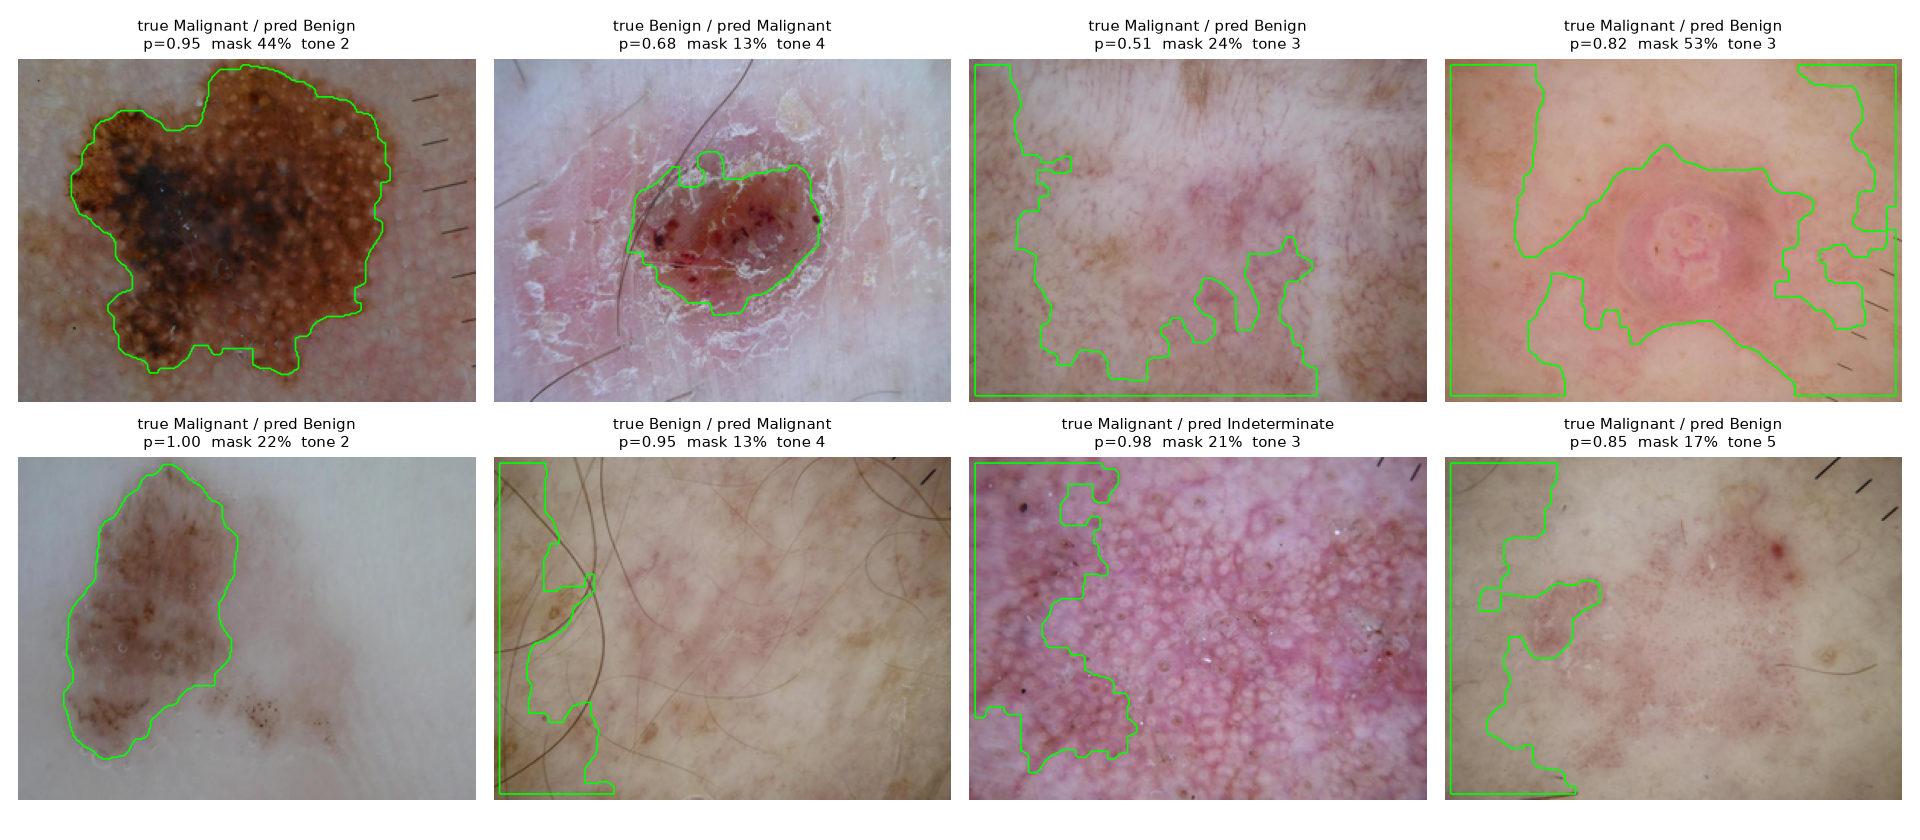 true Malignant / pred Benign
p=0.95 mask 44% tone 2
true Benign / pred Malignant
p=0.68 mask 13% tone 4
true Malignant / pred Benign
p=0.51 mask 24% tone 3
true Malignant / pred Benign
p=0.82 mask 53% tone 3
true Malignant / pred Benign
p=1.00 mask 22% tone 2
true Benign / pred Malignant
p=0.95 mask 13% tone 4
true Malignant / pred Indeterminate
p=0.98 mask 21% tone 3
true Malignant / pred Benign
p=0.85 mask 17% tone 5